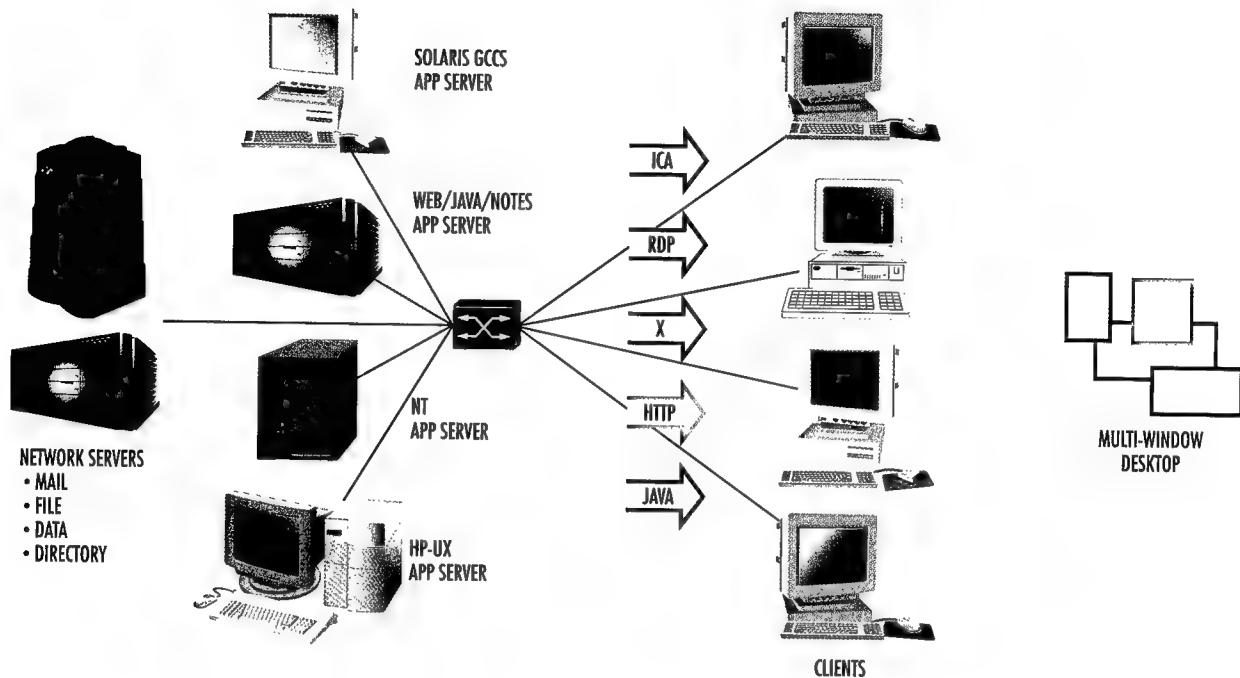 SOLARIS GCCS
APP SERVER
WEB/JAVA/NOTES
APP SERVER
NT
APP SERVER
HP-UX
APP SERVER
NETWORK SERVERS
• MAIL
• FILE
• DATA
• DIRECTORY
ICA
RDP
X
HTTP
JAVA
CLIENTS
MULTI-WINDOW
DESKTOP